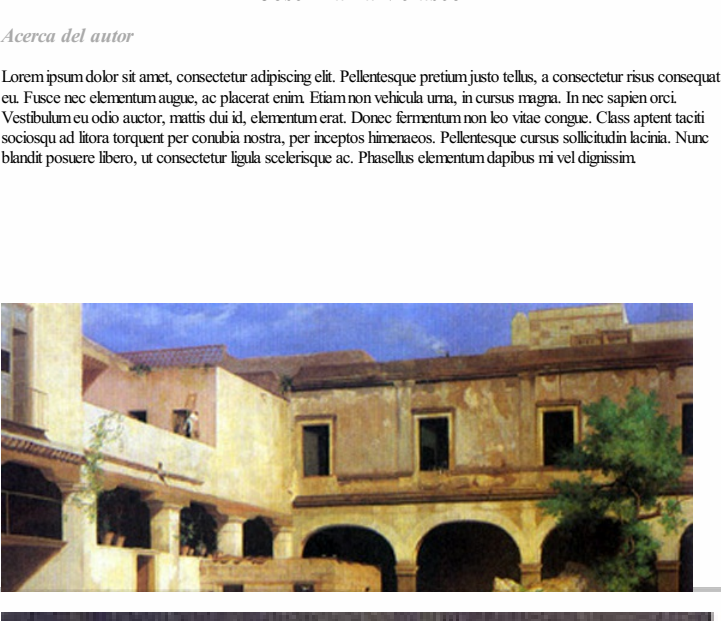 Acerca del autor
Lorem ipsum dolor sit amet, consectetur adipiscing elit. Pellentesque pretium justo tellus, a consectetur risus consequat
eu. Fusce nec elementum augue, ac placerat enim. Etiam non vehicula urna, in cursus magna. In nec sapien orci.
Vestibulum eu odio auctor, mattis dui id, elementum erat. Donec fermentum non leo vitae congue. Class aptent taciti
sociosqu ad litora torquent per conubia nostra, per inceptos himenaeos. Pellentesque cursus sollicitudin lacinia. Nunc
blandit posuere libero, ut consectetur ligula scelerisque ac. Phasellus elementum dapibus mi vel dignissim.